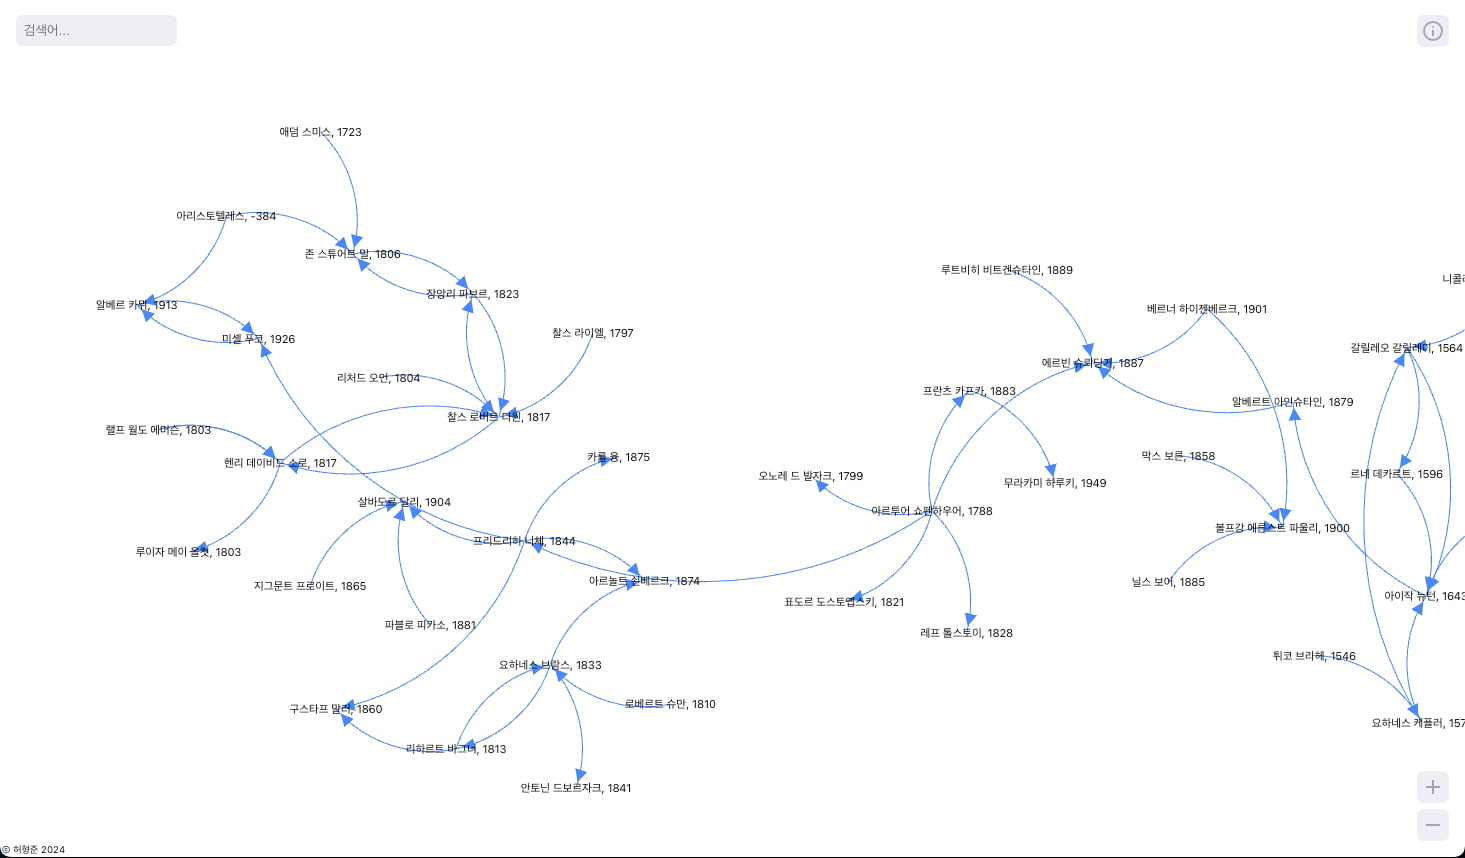 검색어...
애덤 스미스, 1723
아리스토텔레스, -384
존 스튜어트 밀, 1806
루트비히 비트겐슈타인, 1889
장앙리 파브르, 1823
알베르 카뮈, 1913
베르너 하이젠베르크, 1901
찰스 라이엘, 1797
미셸 푸코, 1926
갈릴레오 갈릴레이, 1564
에르빈 슈뢰딩거, 1887
리처드 오언, 1804
프란츠 카프카, 1883
알베르트 아인슈타인, 1879
찰스 로버트 다윈, 1817
랠프 월도 에머슨, 1803
막스 보른, 1858
카를 융, 1875
헨리 데이비드 소로, 1817
르네 데카르트, 1596
오노레 드 발자크, 1799
무라카미 하루키, 1949
살바도르 달리, 1904
아르투어 쇼펜하우어, 1788
볼프강 에른스트 파울리, 1900
프리드리히 니체, 1844
루이자 메이 올컷, 1803
아르놀트 쇤베르크, 1874
닐스 보어, 1885
지그문트 프로이트, 1865
아이작 뉴턴, 1643
표도르 도스토옙스키, 1821
파블로 피카소, 1881
레프 톨스토이, 1828
튀코 브라헤, 1546
요하네스 브람스, 1833
로베르트 슈만, 1810
구스타프 말러, 1860
요하네스 케플러, 157
리하르트 바그너, 1813
안토닌 드보르자크, 1841
© 허형준 2024